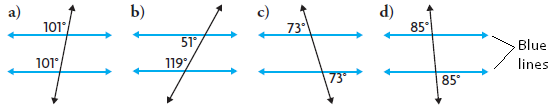 a) b) c) d)
101° 73° 85°
51° Blue
101° 119° lines
73° 85°